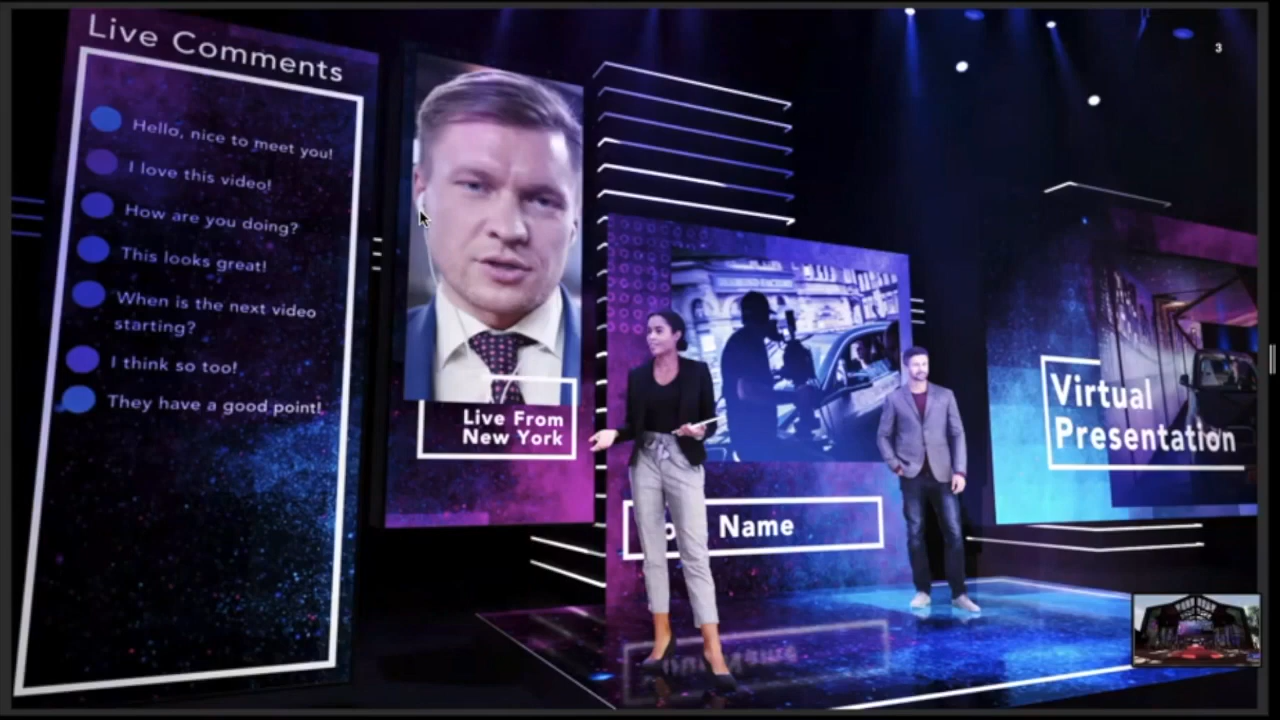 3
Live Comments
Hello, nice to meet you!
I love this video!
How are you doing?
This looks great!
When is the next video
starting?
I think so too!
They have a good point!
Live From
New York
Name
Virtual
Presentation